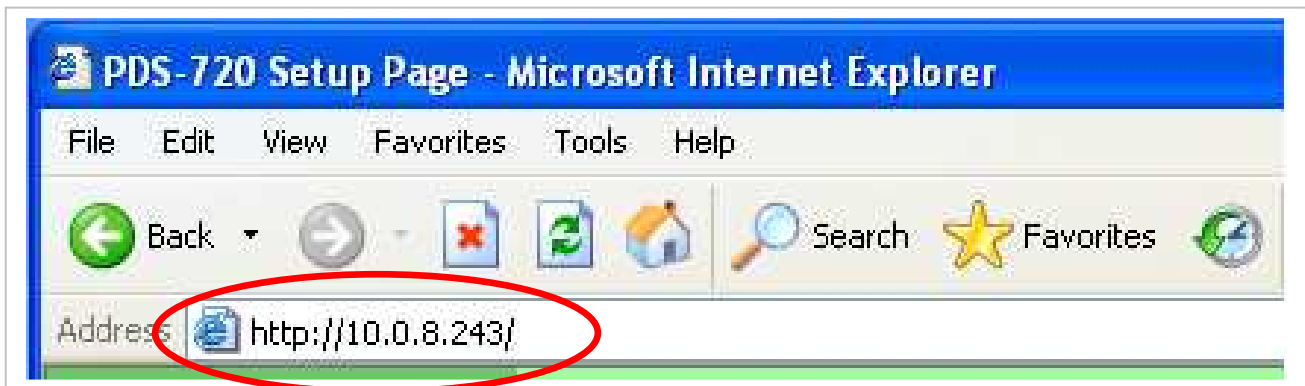 PDS-720 Setup Page - Microsoft Internet Explorer
File Edit View Favorites Tools Help
Back Search Favorites
Address http://10.0.8.243/